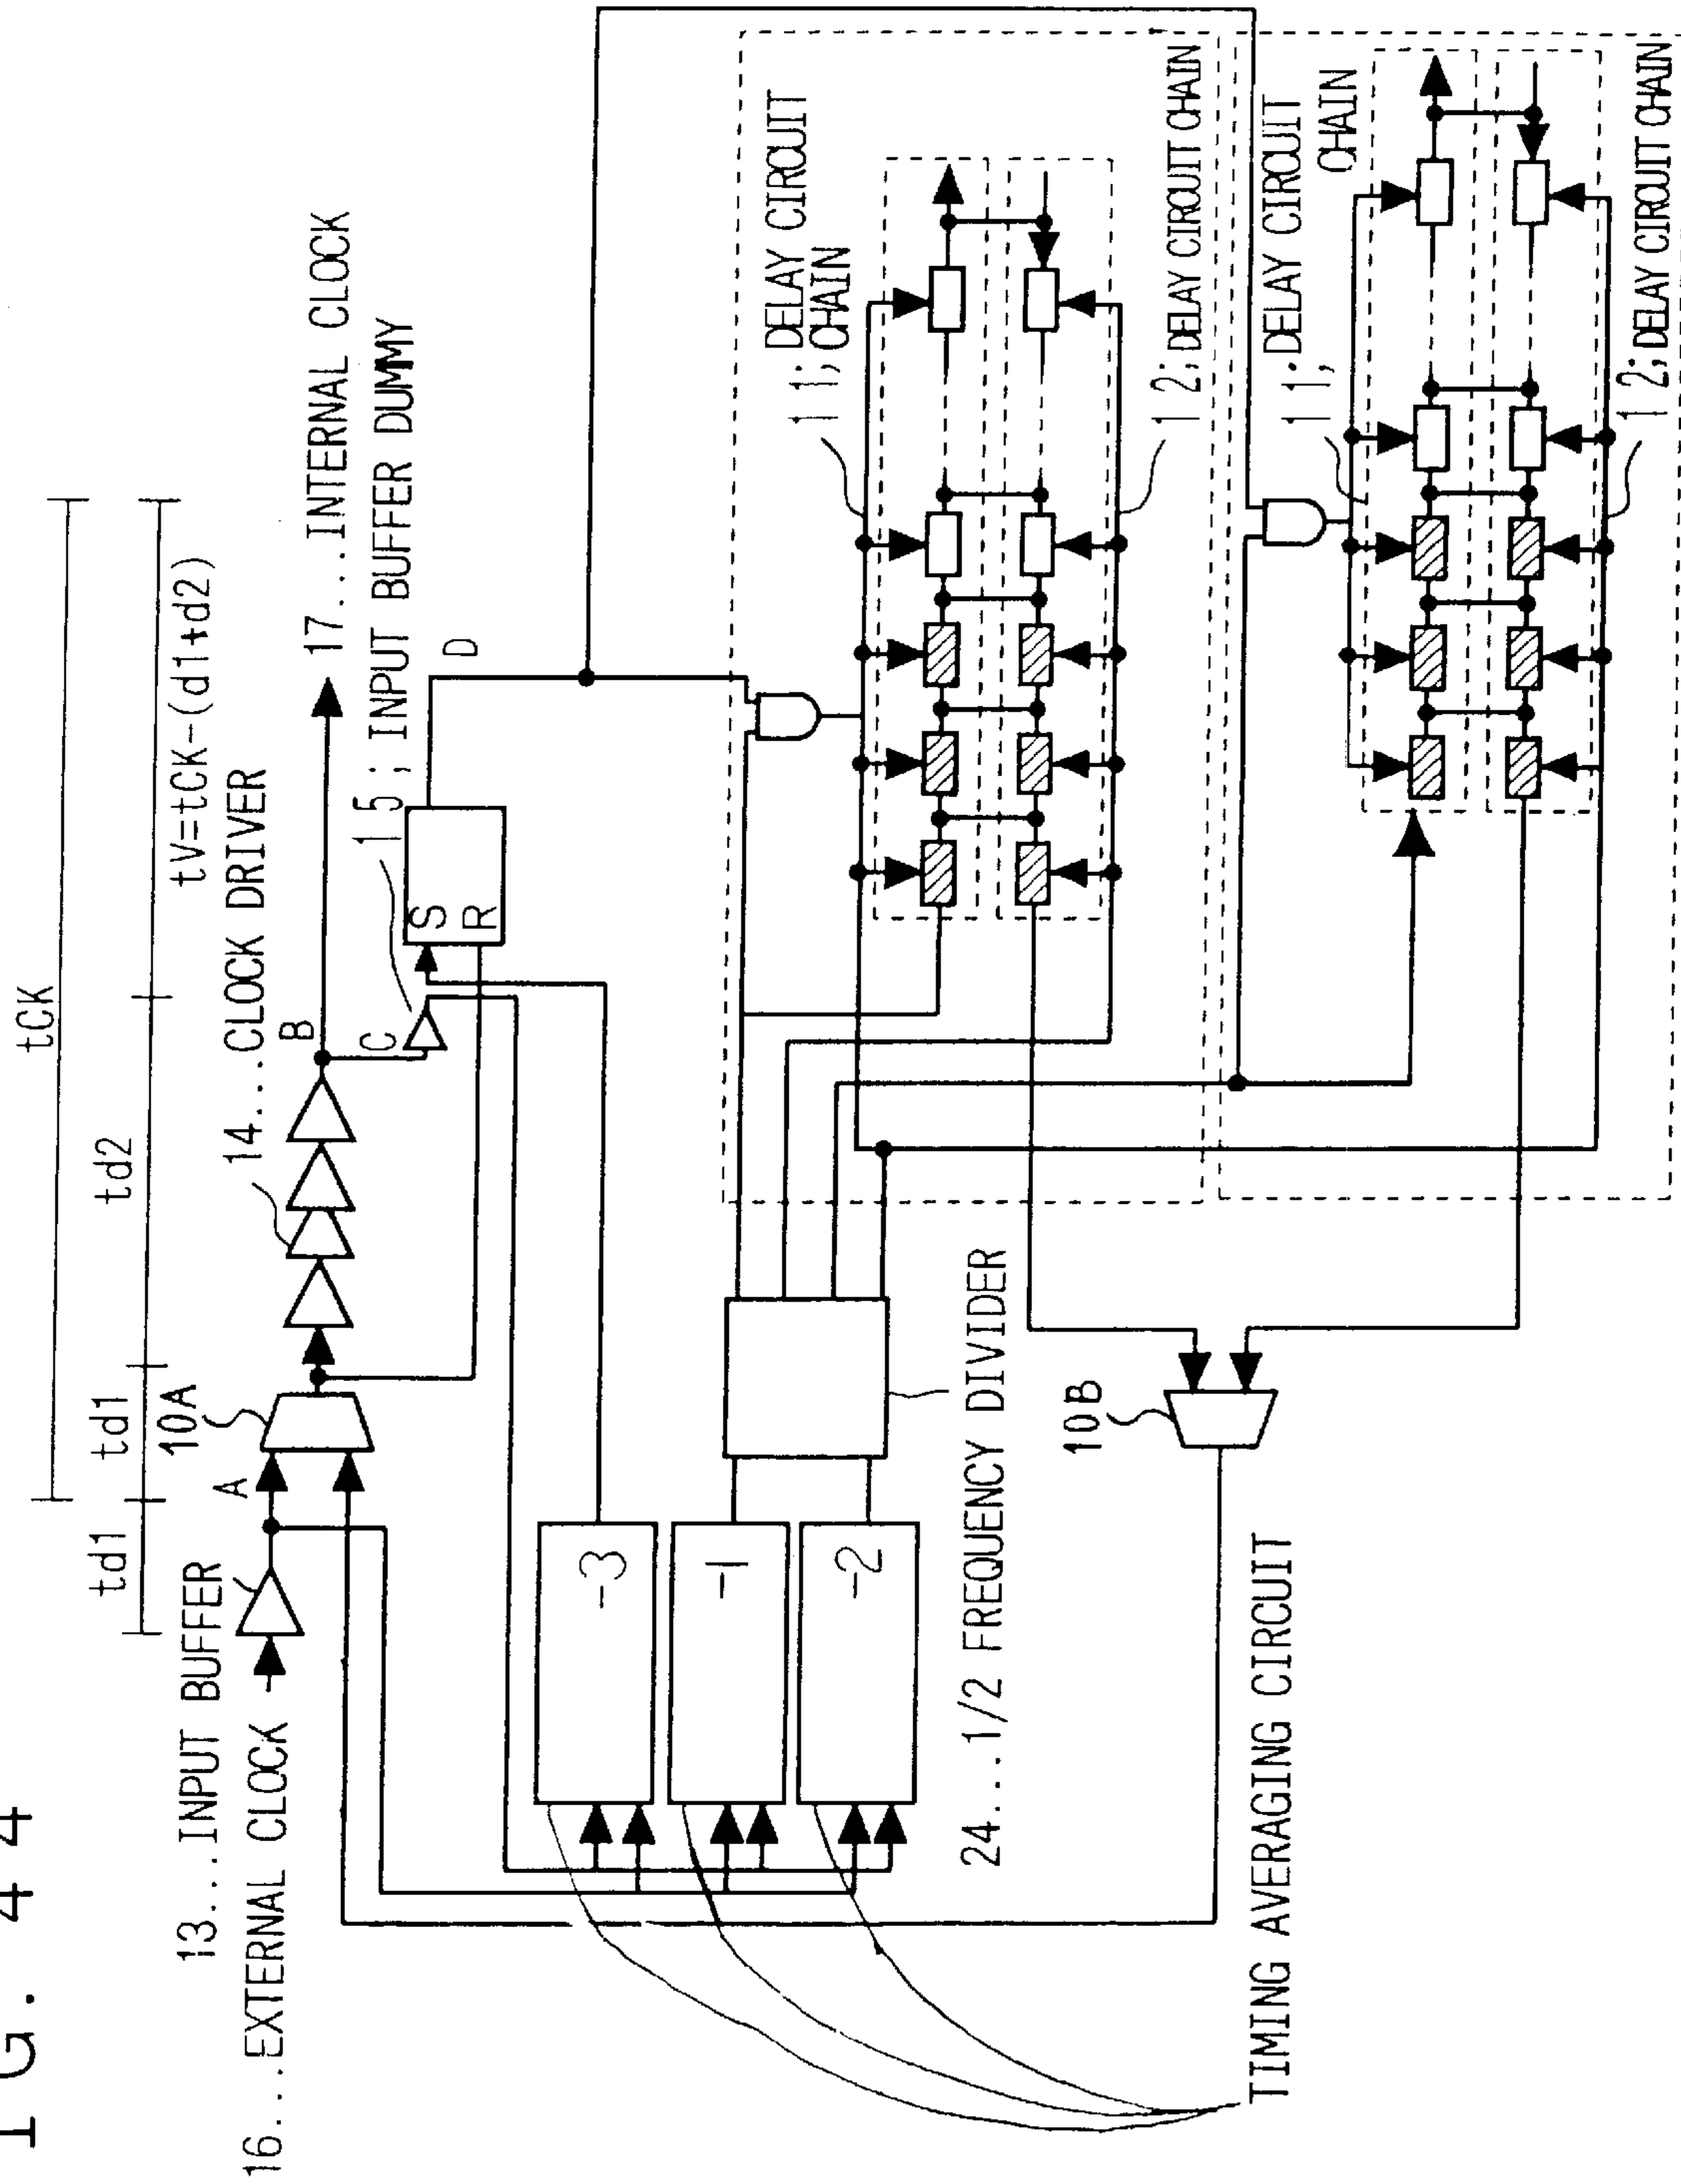 IG. 44
tCK
td1
td1
td2
tV=tCK-(d1+d2)
13...INPUT BUFFER
16...EXTERNAL CLOCK
A
10A
14...CLOCK DRIVER
B
17...INTERNAL CLOCK
C
15; INPUT BUFFER DUMMY
S
R
D
-3
-1
-2
24...1/2 FREQUENCY DIVIDER
10B
TIMING AVERAGING CIRCUIT
11; DELAY CIRCUIT
CHAIN
12; DELAY CIRCUIT CHAIN
11; DELAY CIRCUIT
CHAIN
12; DELAY CIRCUIT CHAIN